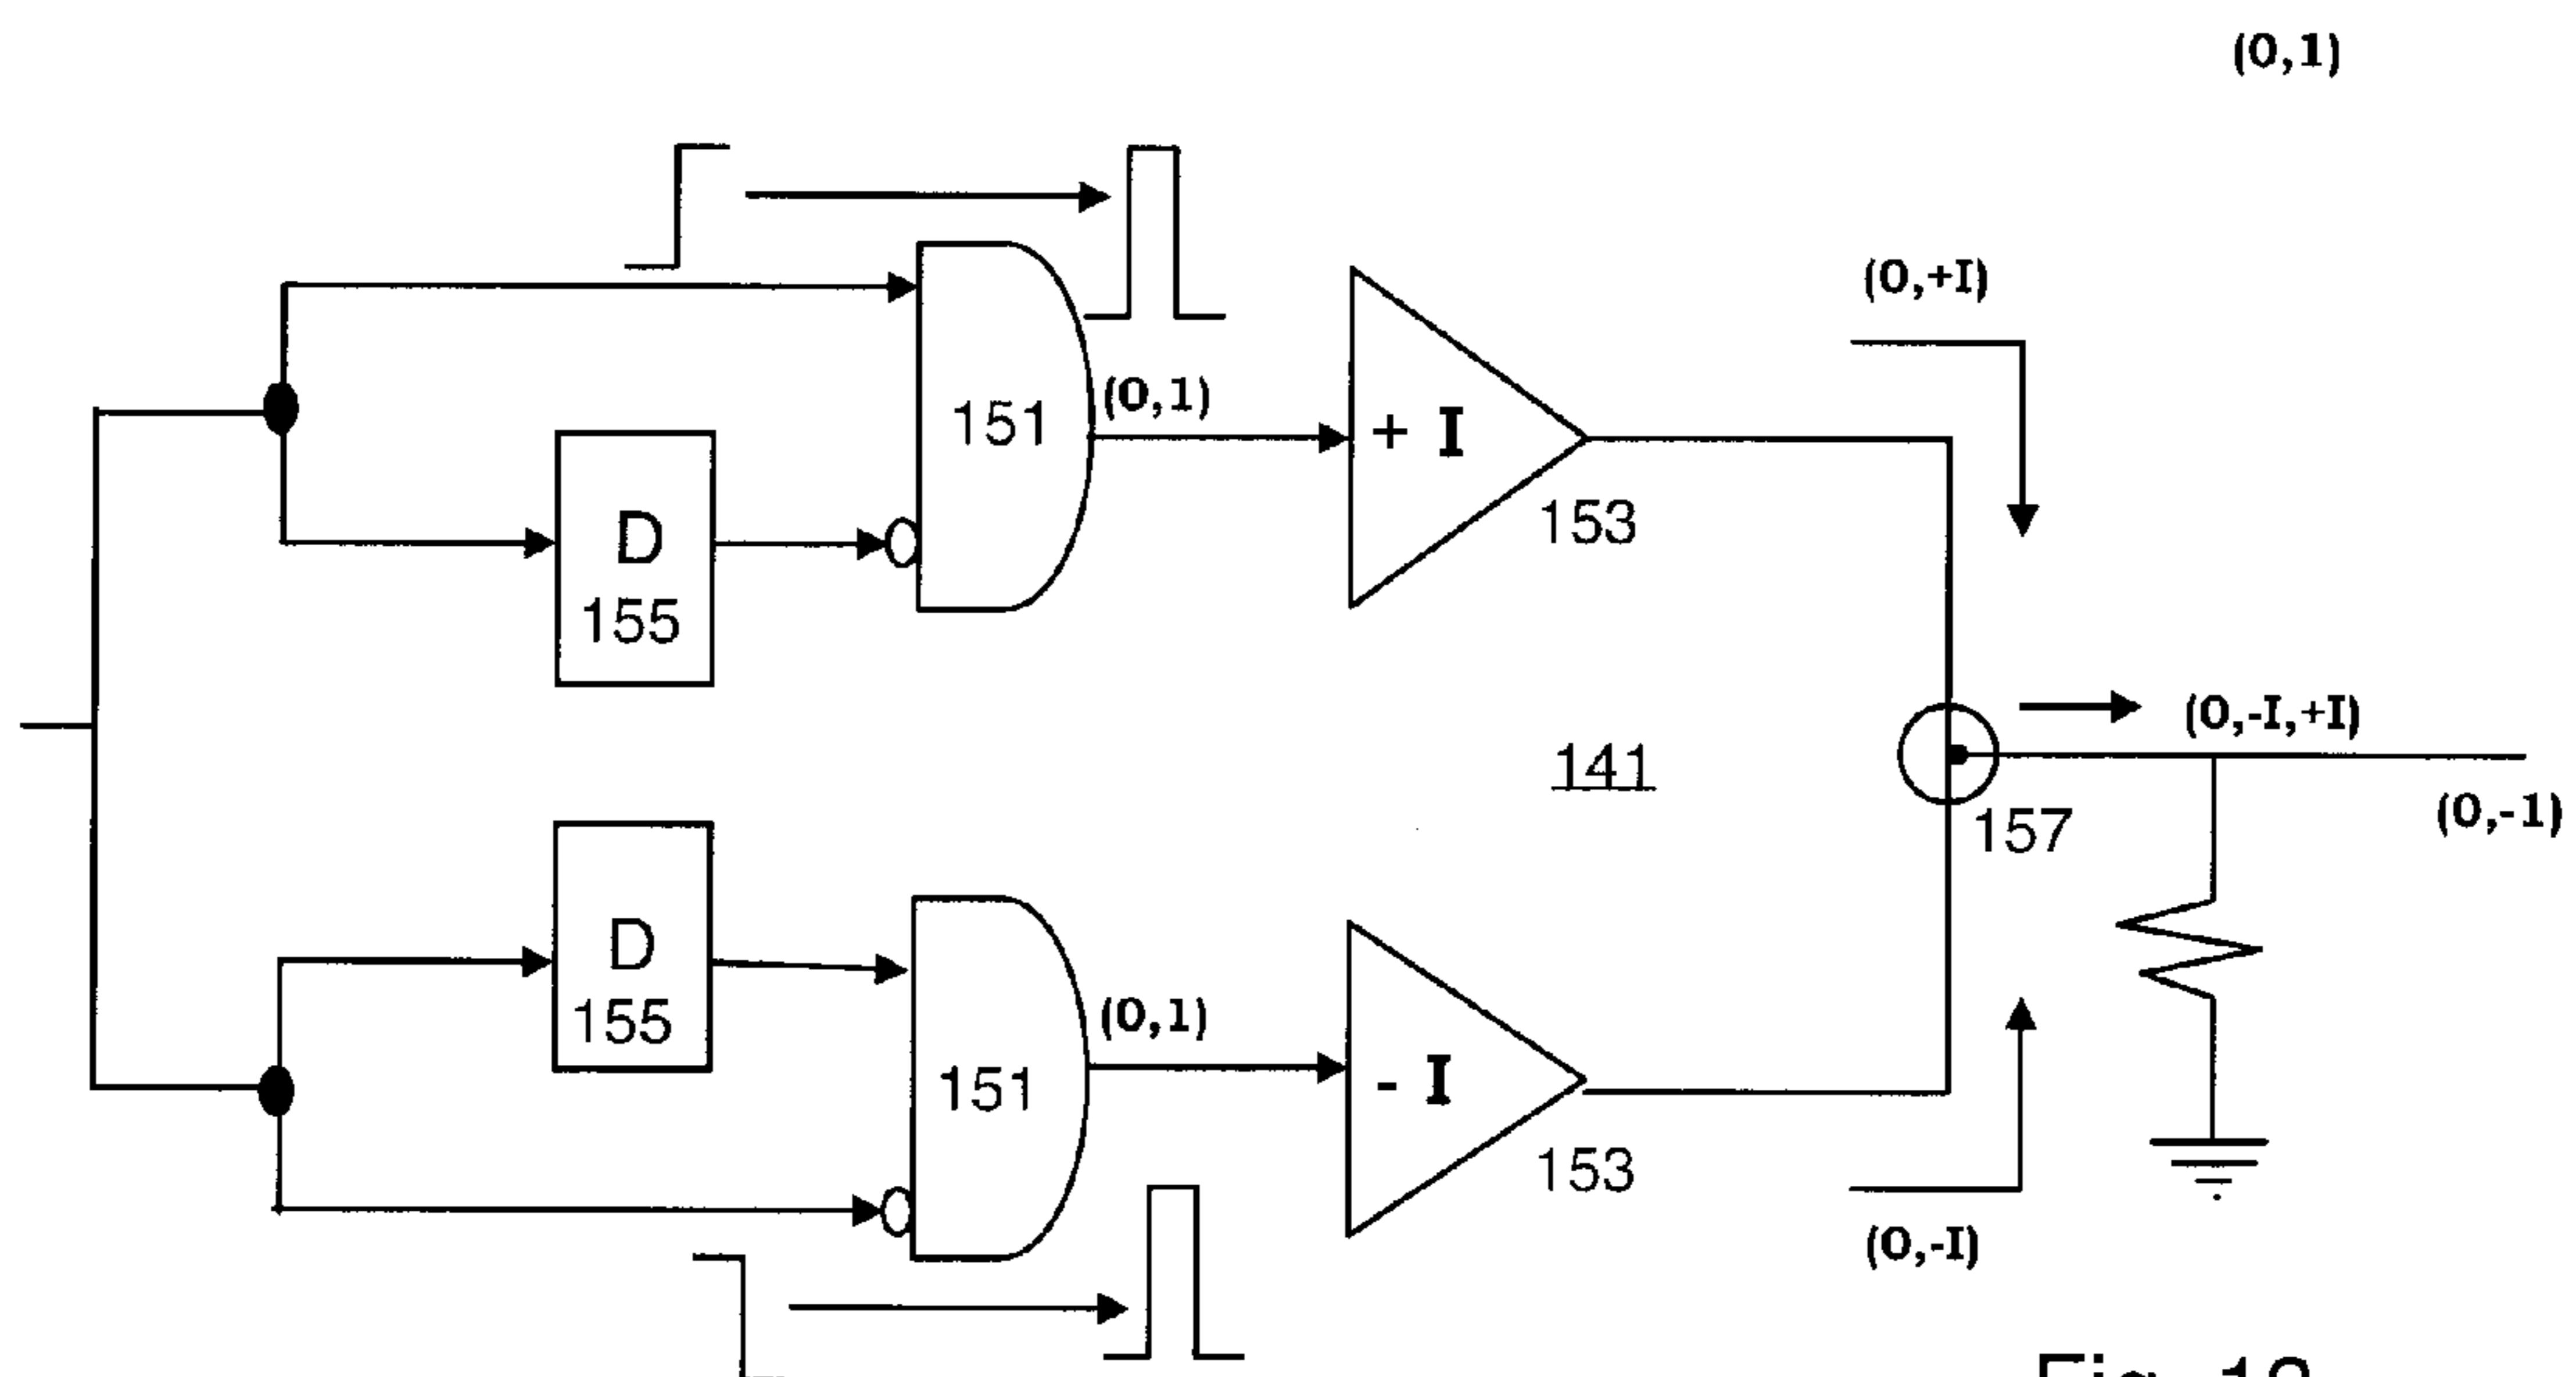 (0,1)
(0,+I)
151
(0,1)
+ I
153
D
155
(0,-I,+I)
141
157
(0,-1)
D
155
151
(0,1)
- I
153
(0,-I)